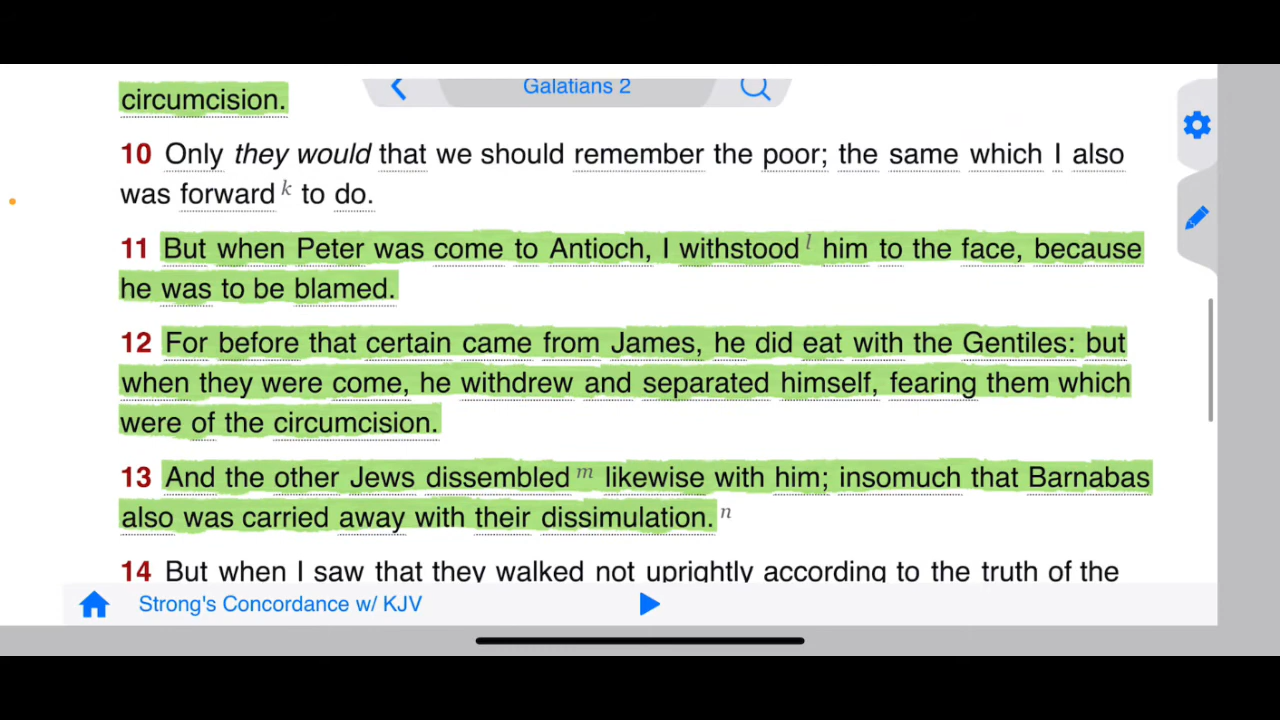 Galatians 2
circumcision.
10 Only they would that we should remember the poor; the same which I also
was forward k to do.
11 But when Peter was come to Antioch, I withstood l him to the face, because
he was to be blamed.
12 For before that certain came from James, he did eat with the Gentiles: but
when they were come, he withdrew and separated himself, fearing them which
were of the circumcision.
13 And the other Jews dissembled m likewise with him; insomuch that Barnabas
also was carried away with their dissimulation. n
14 But when I saw that they walked not uprightly according to the truth of the
Strong's Concordance w/ KJV